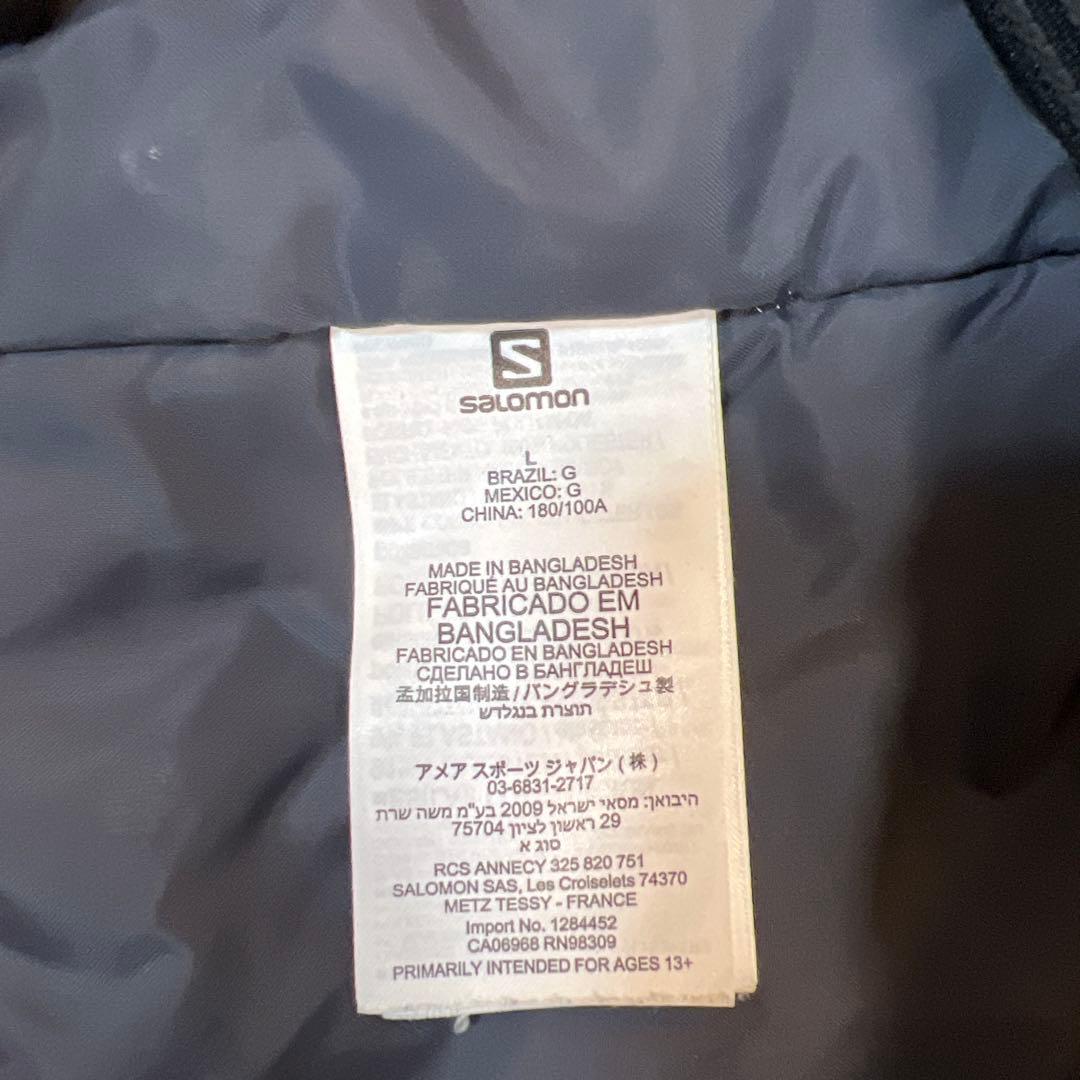 S
salomon
L
BRAZIL: G
MEXICO: G
CHINA: 180/100A
MADE IN BANGLADESH
FABRIQUÉ AU BANGLADESH
FABRICADO EM
BANGLADESH
FABRICADO EN BANGLADESH
СДЕЛАНО В БАНГЛАДЕШ
孟加拉国制造 / バングラデシュ製
תוצרת בנגלדש
アメア スポーツ ジャパン ( 株 )
03-6831-2717
היבואן: מסאי ישראל 2009 בע"מ משה שרת
29 ראשון לציון 75704
סוג א
RCS ANNECY 325 820 751
SALOMON SAS, Les Croiselets 74370
METZ TESSY - FRANCE
Import No. 1284452
CA06968 RN98309
PRIMARILY INTENDED FOR AGES 13+